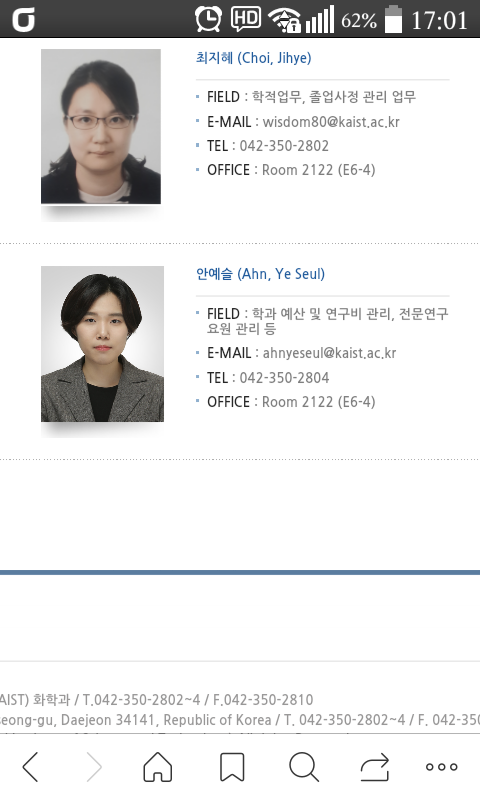 HD 62% 17:01
최지혜 (Choi, Jihye)
FIELD : 학적업무, 졸업사정 관리 업무
E-MAIL : wisdom80@kaist.ac.kr
TEL : 042-350-2802
OFFICE : Room 2122 (E6-4)
안예슬 (Ahn, Ye Seul)
FIELD : 학과 예산 및 연구비 관리, 전문연구
요원 관리 등
E-MAIL : ahnyeseul@kaist.ac.kr
TEL : 042-350-2804
OFFICE : Room 2122 (E6-4)
AIST) 화학과 / T.042-350-2802~4 / F.042-350-2810
seong-gu, Daejeon 34141, Republic of Korea / T. 042-350-2802~4 / F. 042-350